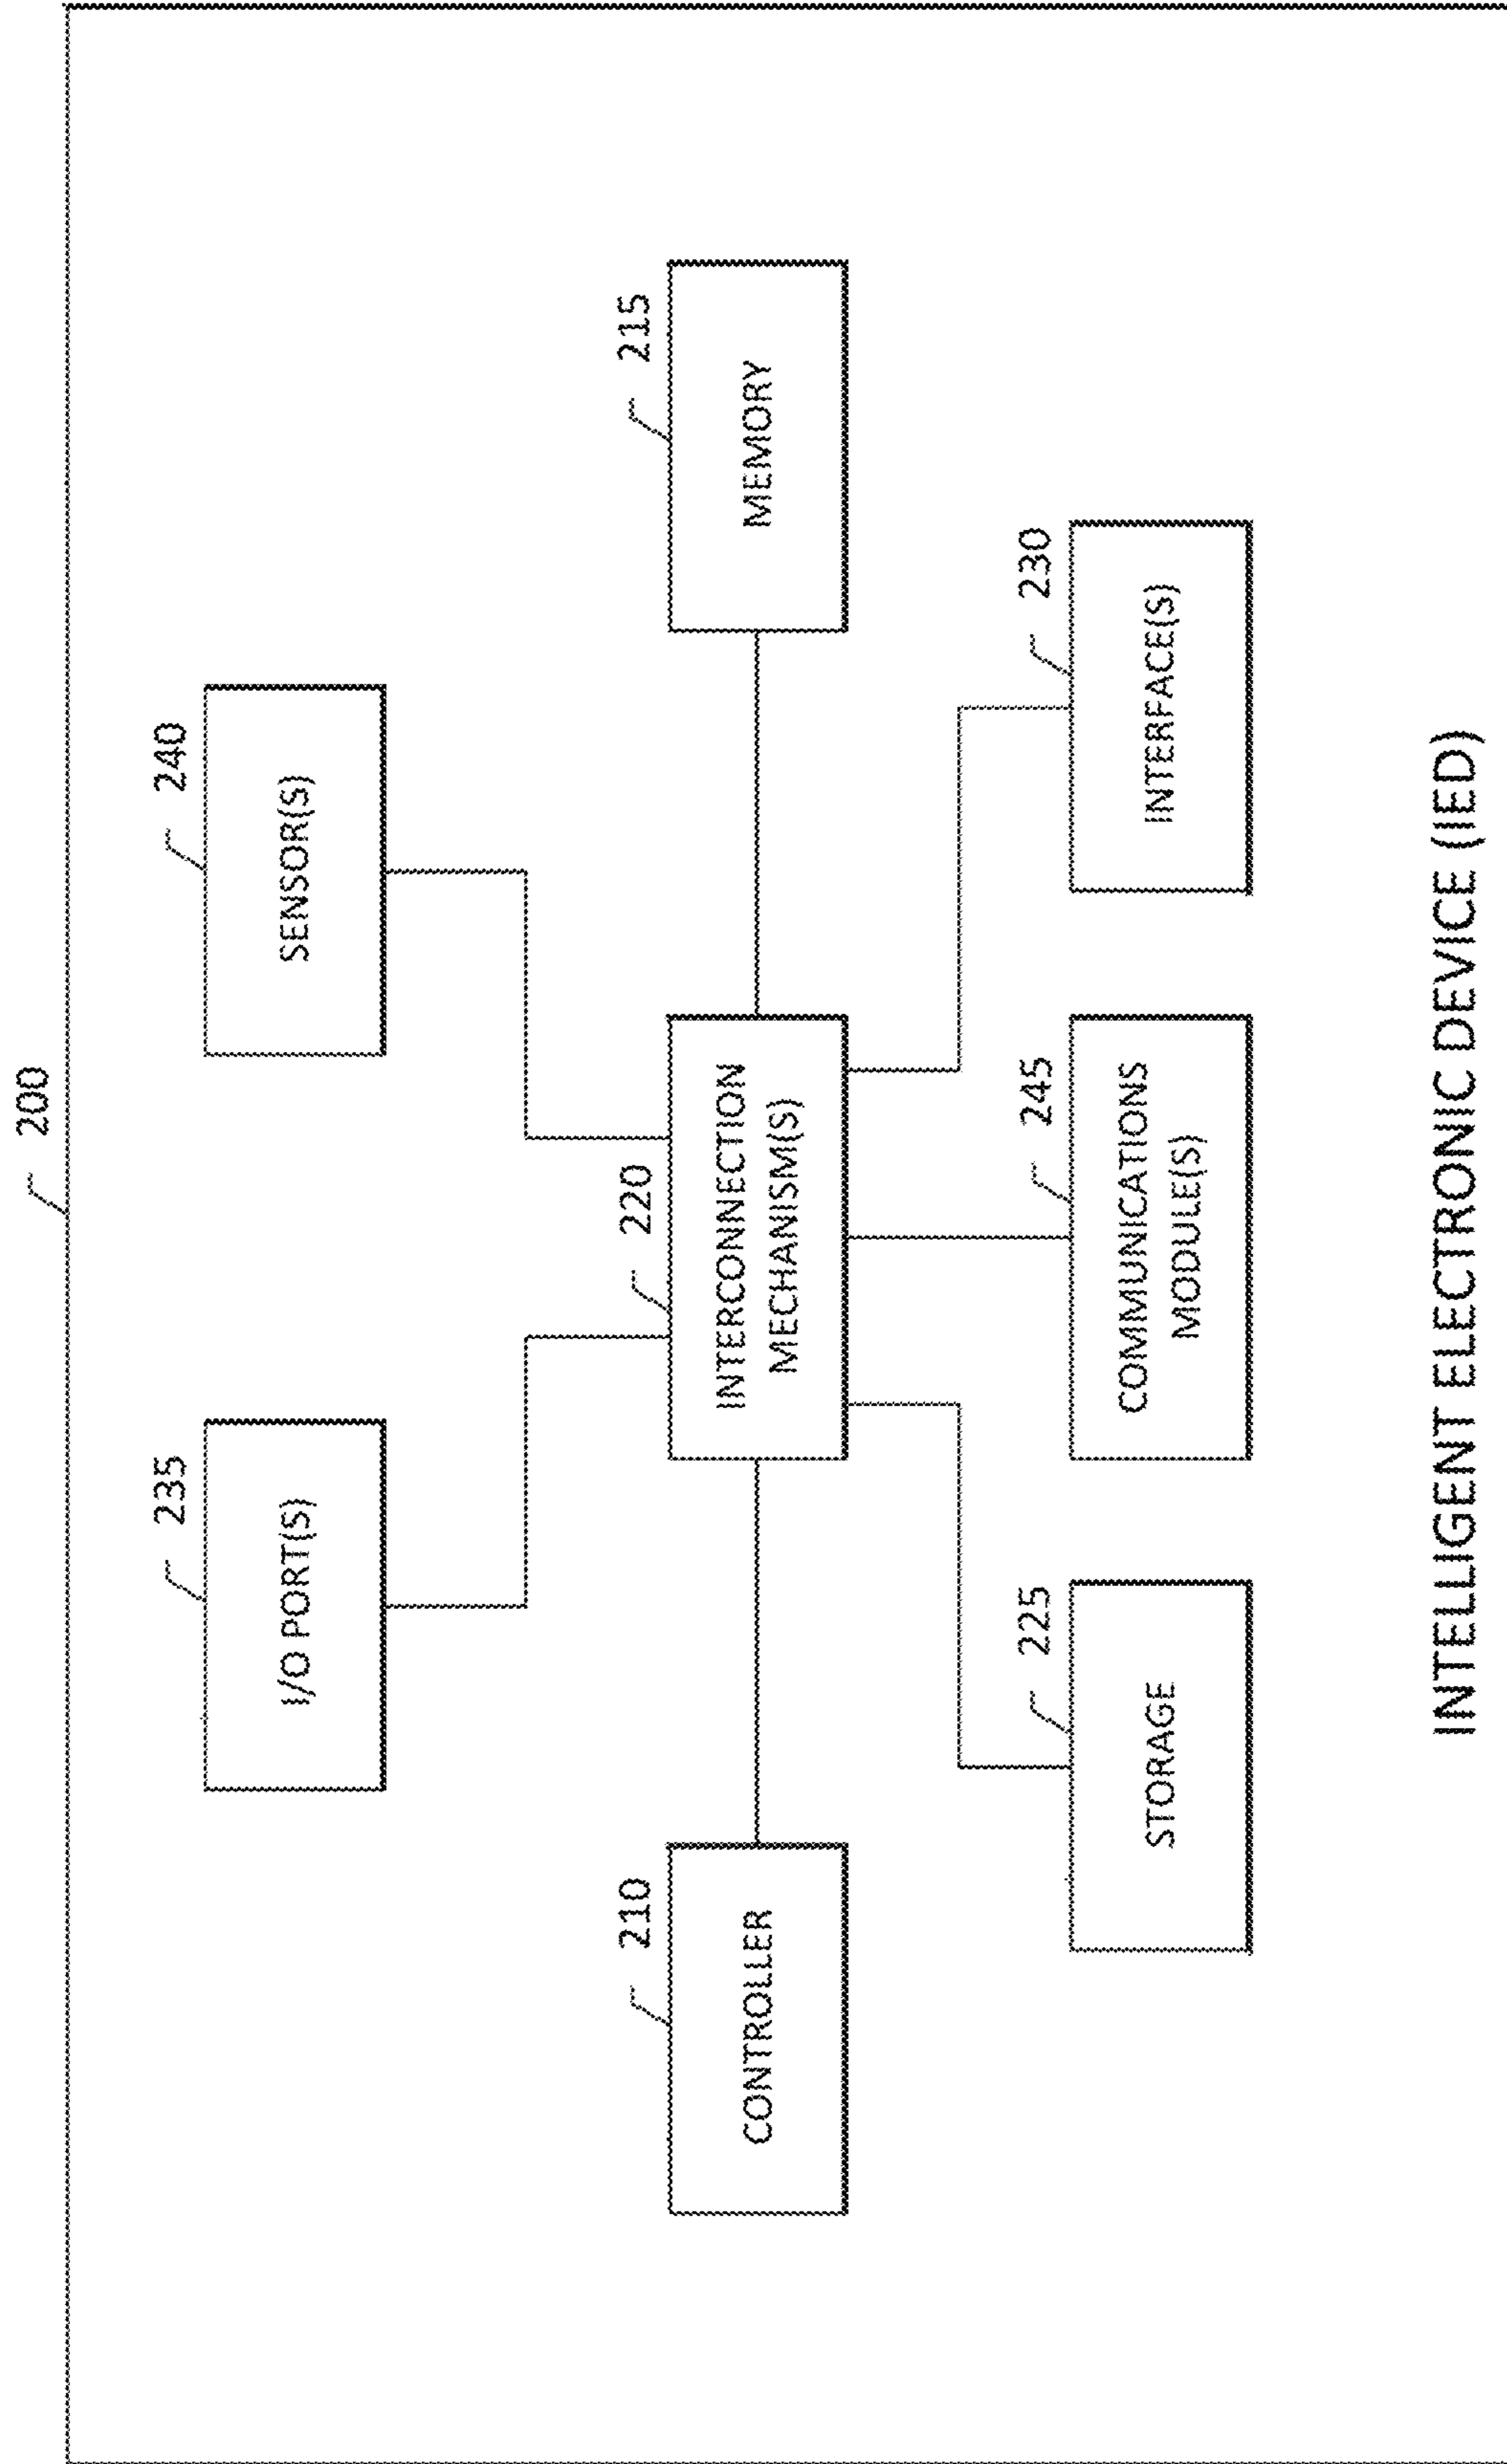 200
235
I/O PORT(S)
240
SENSOR(S)
210
CONTROLLER
220
INTERCONNECTION
MECHANISM(S)
215
MEMORY
225
STORAGE
245
COMMUNICATIONS
MODULE(S)
230
INTERFACE(S)
INTELLIGENT ELECTRONIC DEVICE (IED)